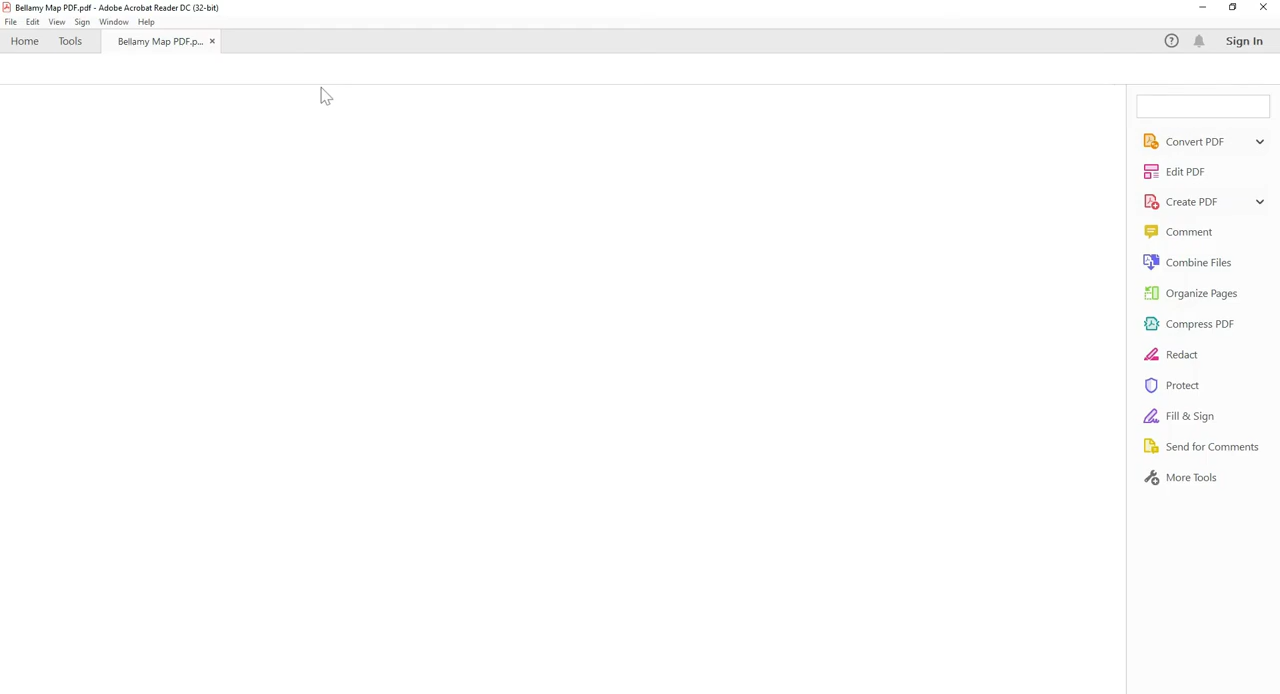 Bellamy Map PDF.pdf - Adobe Acrobat Reader DC (32-bit)
File Edit View Sign Window Help
Home Tools Bellamy Map PDF.p... × Sign In
Convert PDF
Edit PDF
Create PDF
Comment
Combine Files
Organize Pages
Compress PDF
Redact
Protect
Fill & Sign
Send for Comments
More Tools